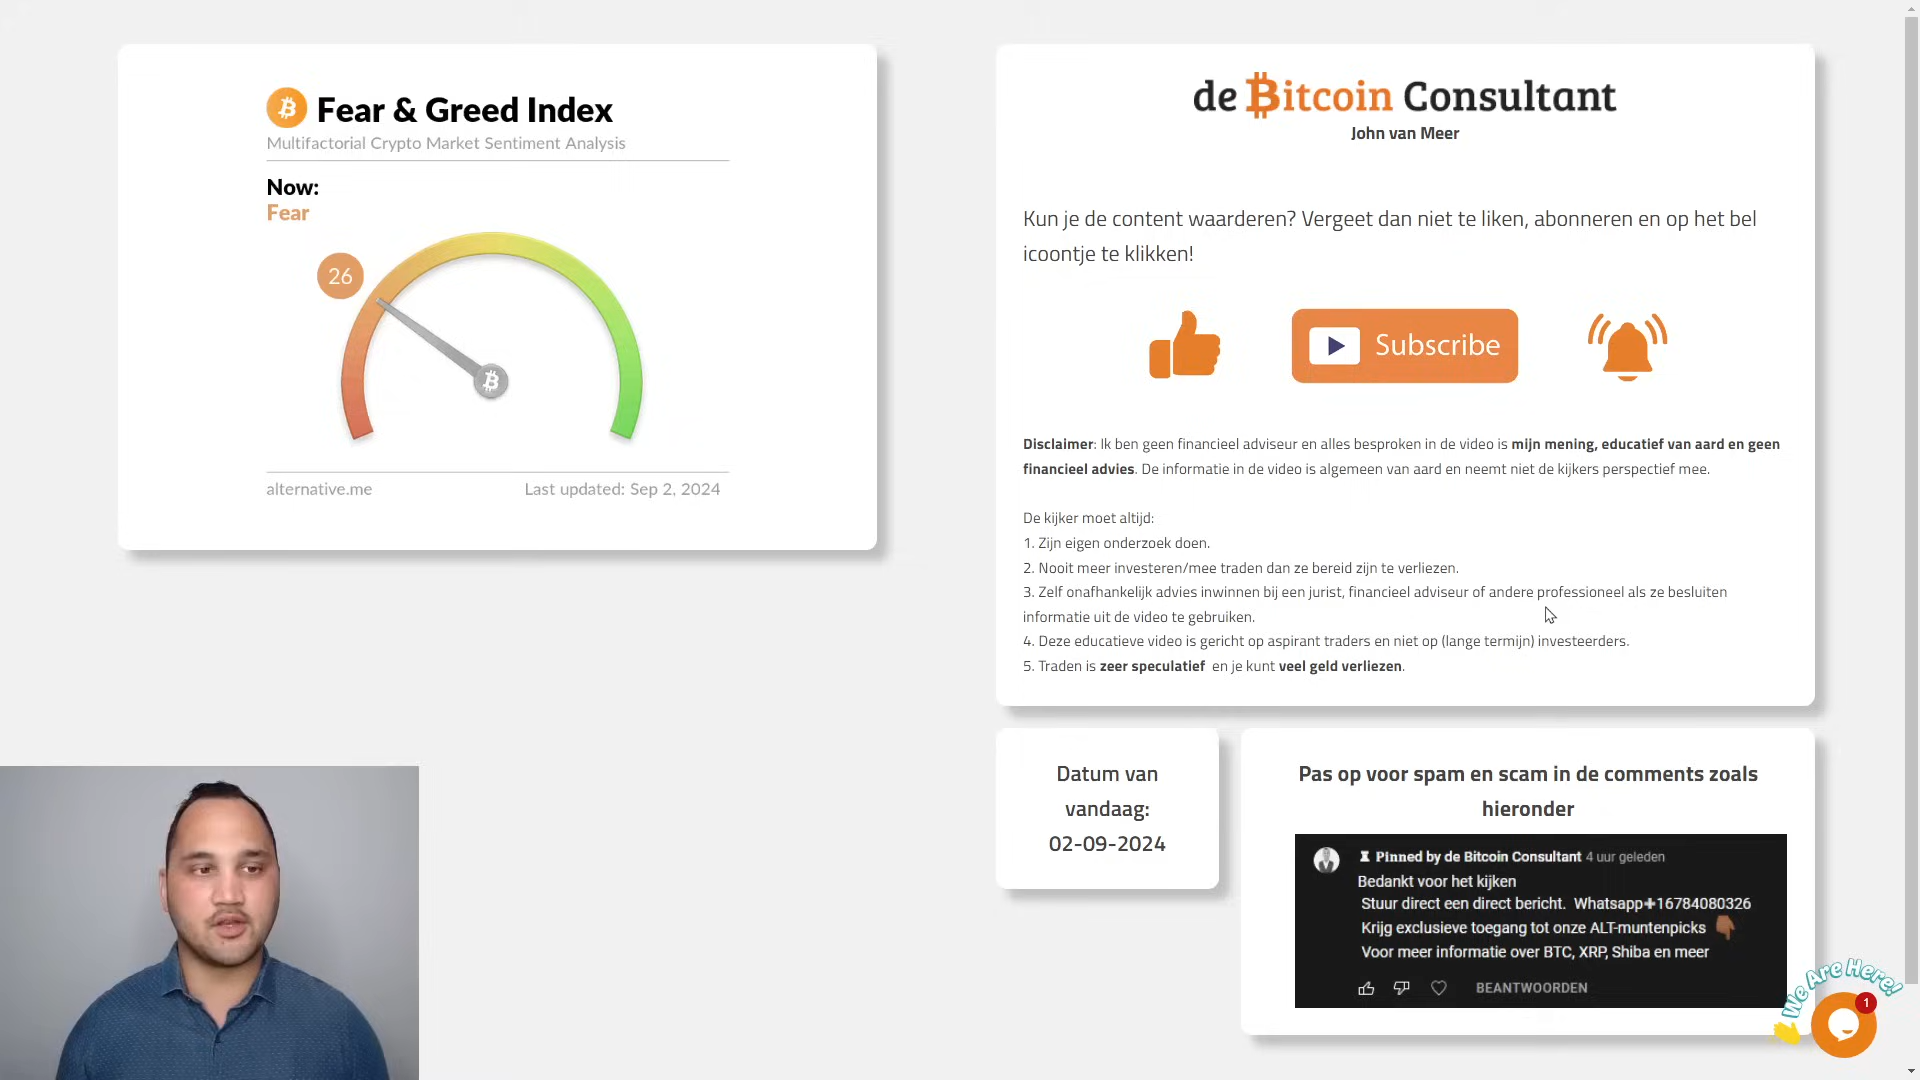 Fear & Greed Index
Multifactorial Crypto Market Sentiment Analysis
Now:
Fear
26
alternative.me
Last updated: Sep 2, 2024
de Bitcoin Consultant
John van Meer
Kun je de content waarderen? Vergeet dan niet te liken, abonneren en op het bel
icoontje te klikken!
Subscribe
Disclaimer: Ik ben geen financieel adviseur en alles besproken in de video is mijn mening, educatief van aard en geen
financieel advies. De informatie in de video is algemeen van aard en neemt niet de kijkers perspectief mee.
De kijker moet altijd:
1. Zijn eigen onderzoek doen.
2. Nooit meer investeren/mee traden dan ze bereid zijn te verliezen.
3. Zelf onafhankelijk advies inwinnen bij een jurist, financieel adviseur of andere professioneel als ze besluiten
informatie uit de video te gebruiken.
4. Deze educatieve video is gericht op aspirant traders en niet op (lange termijn) investeerders.
5. Traden is zeer speculatief en je kunt veel geld verliezen.
Datum van
vandaag:
02-09-2024
Pas op voor spam en scam in de comments zoals
hieronder
Pinned by de Bitcoin Consultant 4 uur geleden
Bedankt voor het kijken
Stuur direct een direct bericht. Whatsapp+16784080326
Krijg exclusieve toegang tot onze ALT-muntenpicks
Voor meer informatie over BTC, XRP, Shiba en meer
BEANTWOORDEN
We Are Here!
1